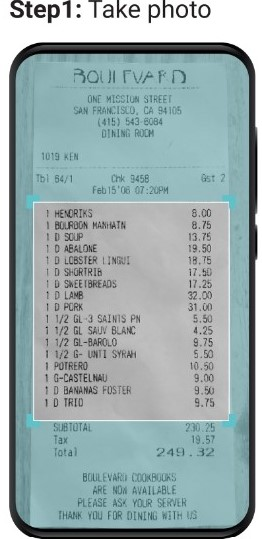 Step1: Take photo
BOULEVARD
ONE MISSION STREET
SAN FRANCISCO, CA 94105
(415) 543-6084
DINING ROOM
1019 KEN
Tbl 64/1 Chk 9458 Gst 2
Feb15'06 07:20PM
1 HENDRIKS 8.00
1 BOURBON MANHATN 8.75
1 D SOUP 13.75
1 D ABALONE 19.50
1 D LOBSTER LINGUI 18.75
1 D SHORTRIB 17.50
1 D SWEETBREADS 17.25
1 D LAMB 32.00
1 D PORK 31.00
1 1/2 GL-3 SAINTS PN 5.50
1 1/2 GL SAUV BLANC 4.25
1 1/2 GL-BAROLO 9.75
1 1/2 G- UNTI SYRAH 5.50
1 POTRERO 10.50
1 G-CASTELNAU 9.00
1 D BANANAS FOSTER 9.50
1 D TRIO 9.75
SUBTOTAL 230.25
Tax 19.57
Total 249.32
BOULEVARD COOKBOOKS
ARE NOW AVAILABLE
PLEASE ASK YOUR SERVER
THANK YOU FOR DINING WITH US